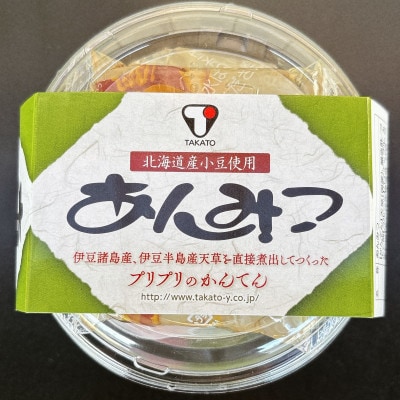 TAKATO
北海道産小豆使用
あんみつ
伊豆諸島産、伊豆半島産天草を直接煮出してつくった
プリプリのかんてん
http://www.takato-y.co.jp/